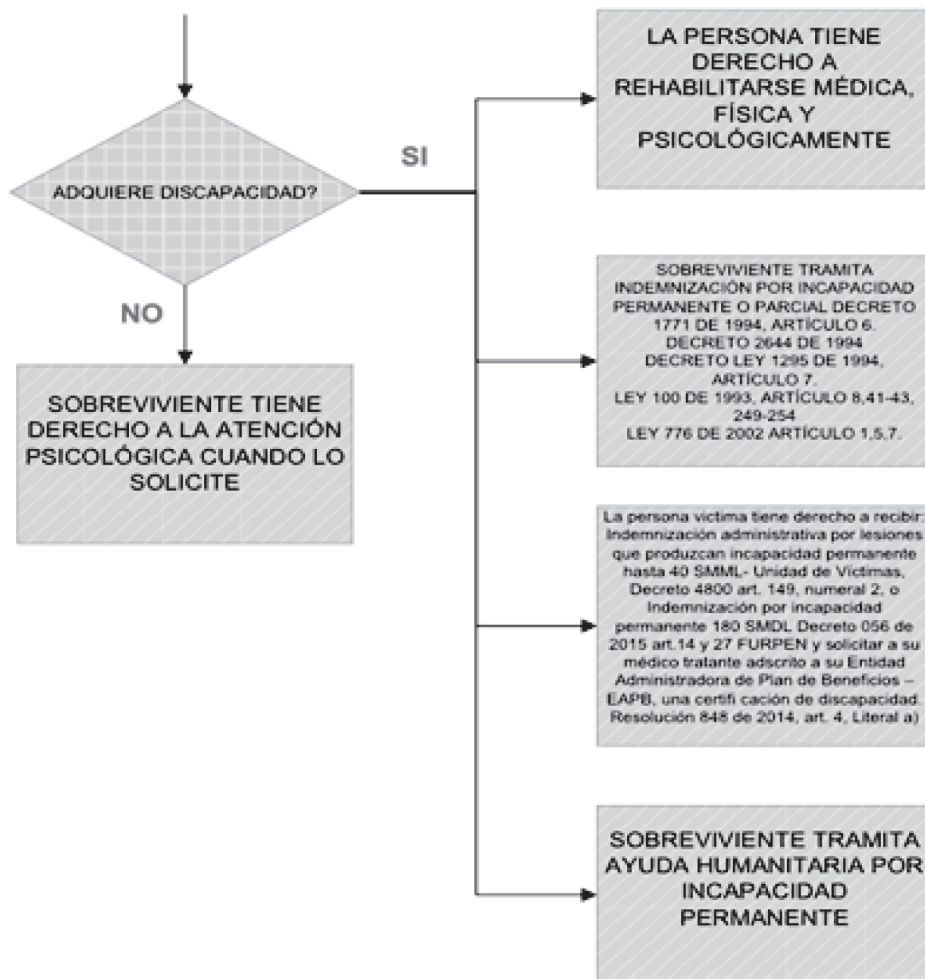 ADQUIERE DISCAPACIDAD?
SI
NO
SOBREVIVIENTE TIENE
DERECHO A LA ATENCIÓN
PSICOLÓGICA CUANDO LO
SOLICITE
LA PERSONA TIENE
DERECHO A
REHABILITARSE MÉDICA,
FÍSICA Y
PSICOLÓGICAMENTE
SOBREVIVIENTE TRAMITA
INDEMNIZACIÓN POR INCAPACIDAD
PERMANENTE O PARCIAL DECRETO
1771 DE 1994, ARTÍCULO 6.
DECRETO 2644 DE 1994
DECRETO LEY 1295 DE 1994,
ARTÍCULO 7.
LEY 100 DE 1993, ARTÍCULO 8,41-43,
249-254
LEY 776 DE 2002 ARTÍCULO 1,5,7.
La persona victima tiene derecho a recibir:
Indemnización administrativa por lesiones
que produzcan incapacidad permanente
hasta 40 SMML- Unidad de Víctimas,
Decreto 4800 art. 149, numeral 2, o
Indemnización por incapacidad
permanente 180 SMDL Decreto 056 de
2015 art.14 y 27 FURPEN y solicitar a su
médico tratante adscrito a su Entidad
Administradora de Plan de Beneficios –
EAPB, una certifi cación de discapacidad.
Resolución 848 de 2014, art. 4, Literal a)
SOBREVIVIENTE TRAMITA
AYUDA HUMANITARIA POR
INCAPACIDAD
PERMANENTE